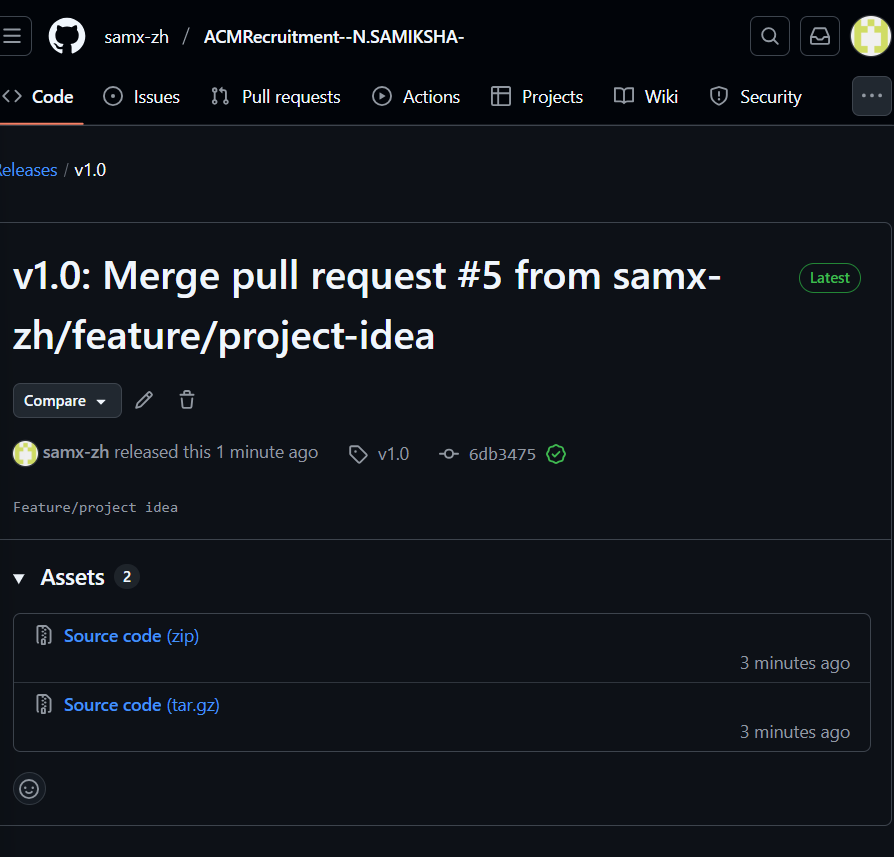 samx-zh / ACMRecruitment--N.SAMIKSHA-
Code Issues Pull requests Actions Projects Wiki Security
Releases / v1.0
v1.0: Merge pull request #5 from samx-
zh/feature/project-idea
Latest
Compare
samx-zh released this 1 minute ago v1.0 6db3475
Feature/project idea
Assets 2
Source code (zip)
3 minutes ago
Source code (tar.gz)
3 minutes ago